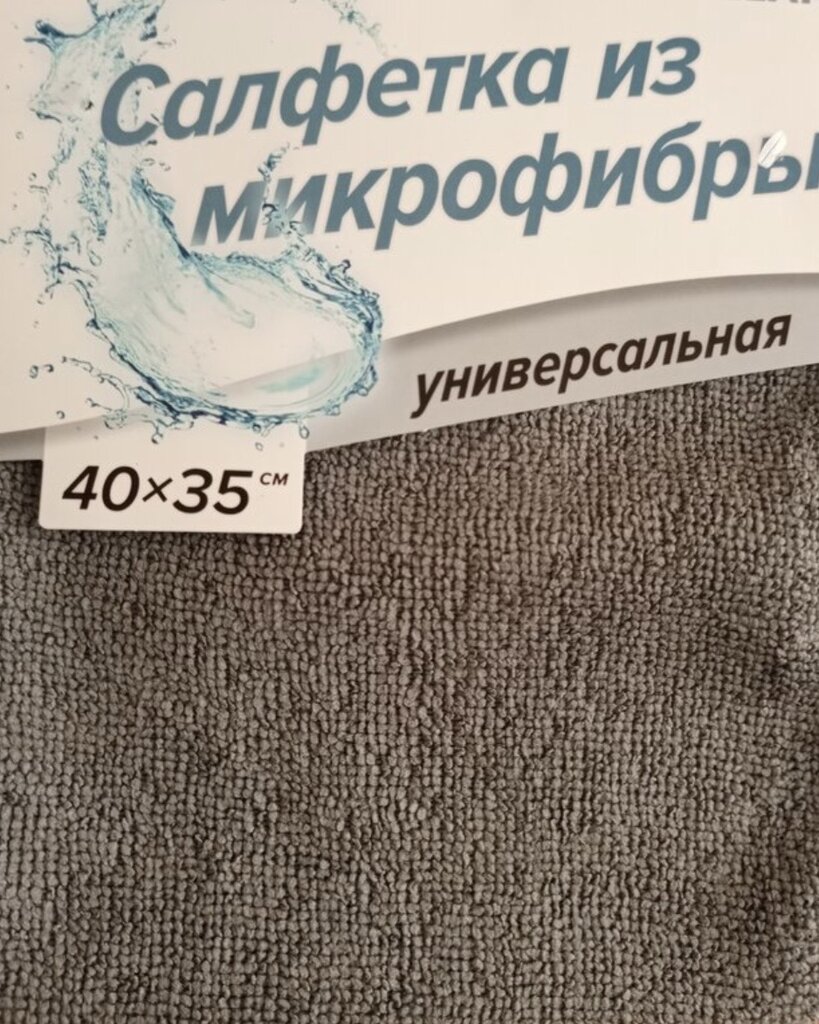 Салфетка из
микрофибры
универсальная
40×35 см